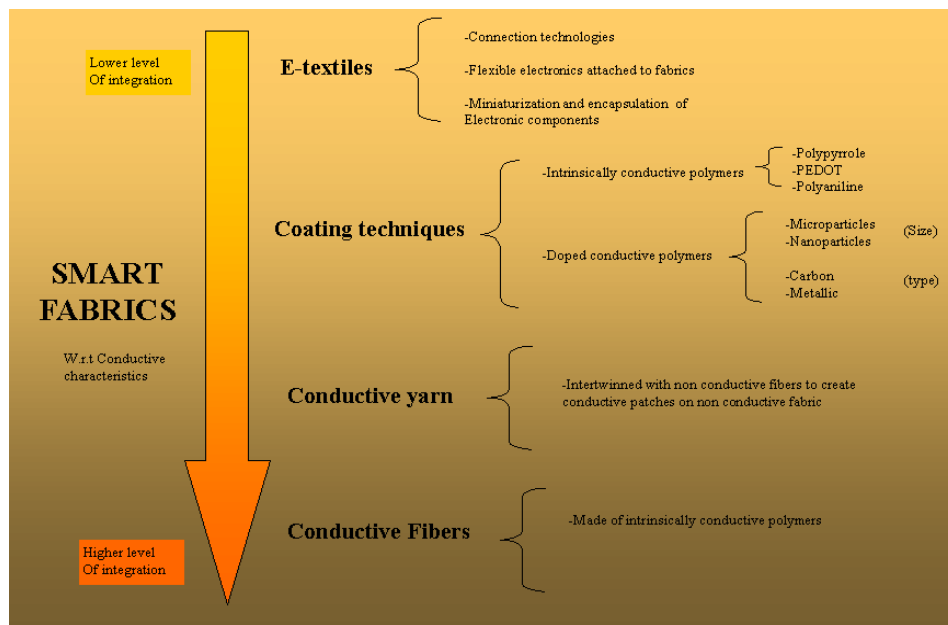 Lower level
Of integration
E-textiles
-Connection technologies
-Flexible electronics attached to fabrics
-Miniaturization and encapsulation of
Electronic components
Coating techniques
-Intrinsically conductive polymers
-Polypyrrole
-PEDOT
-Polyaniline
-Doped conductive polymers
-Microparticles (Size)
-Nanoparticles
-Carbon (type)
-Metallic
SMART
FABRICS
W.r.t Conductive
characteristics
Conductive yarn
-Intertwinned with non conductive fibers to create
conductive patches on non conductive fabric
Conductive Fibers
-Made of intrinsically conductive polymers
Higher level
Of integration